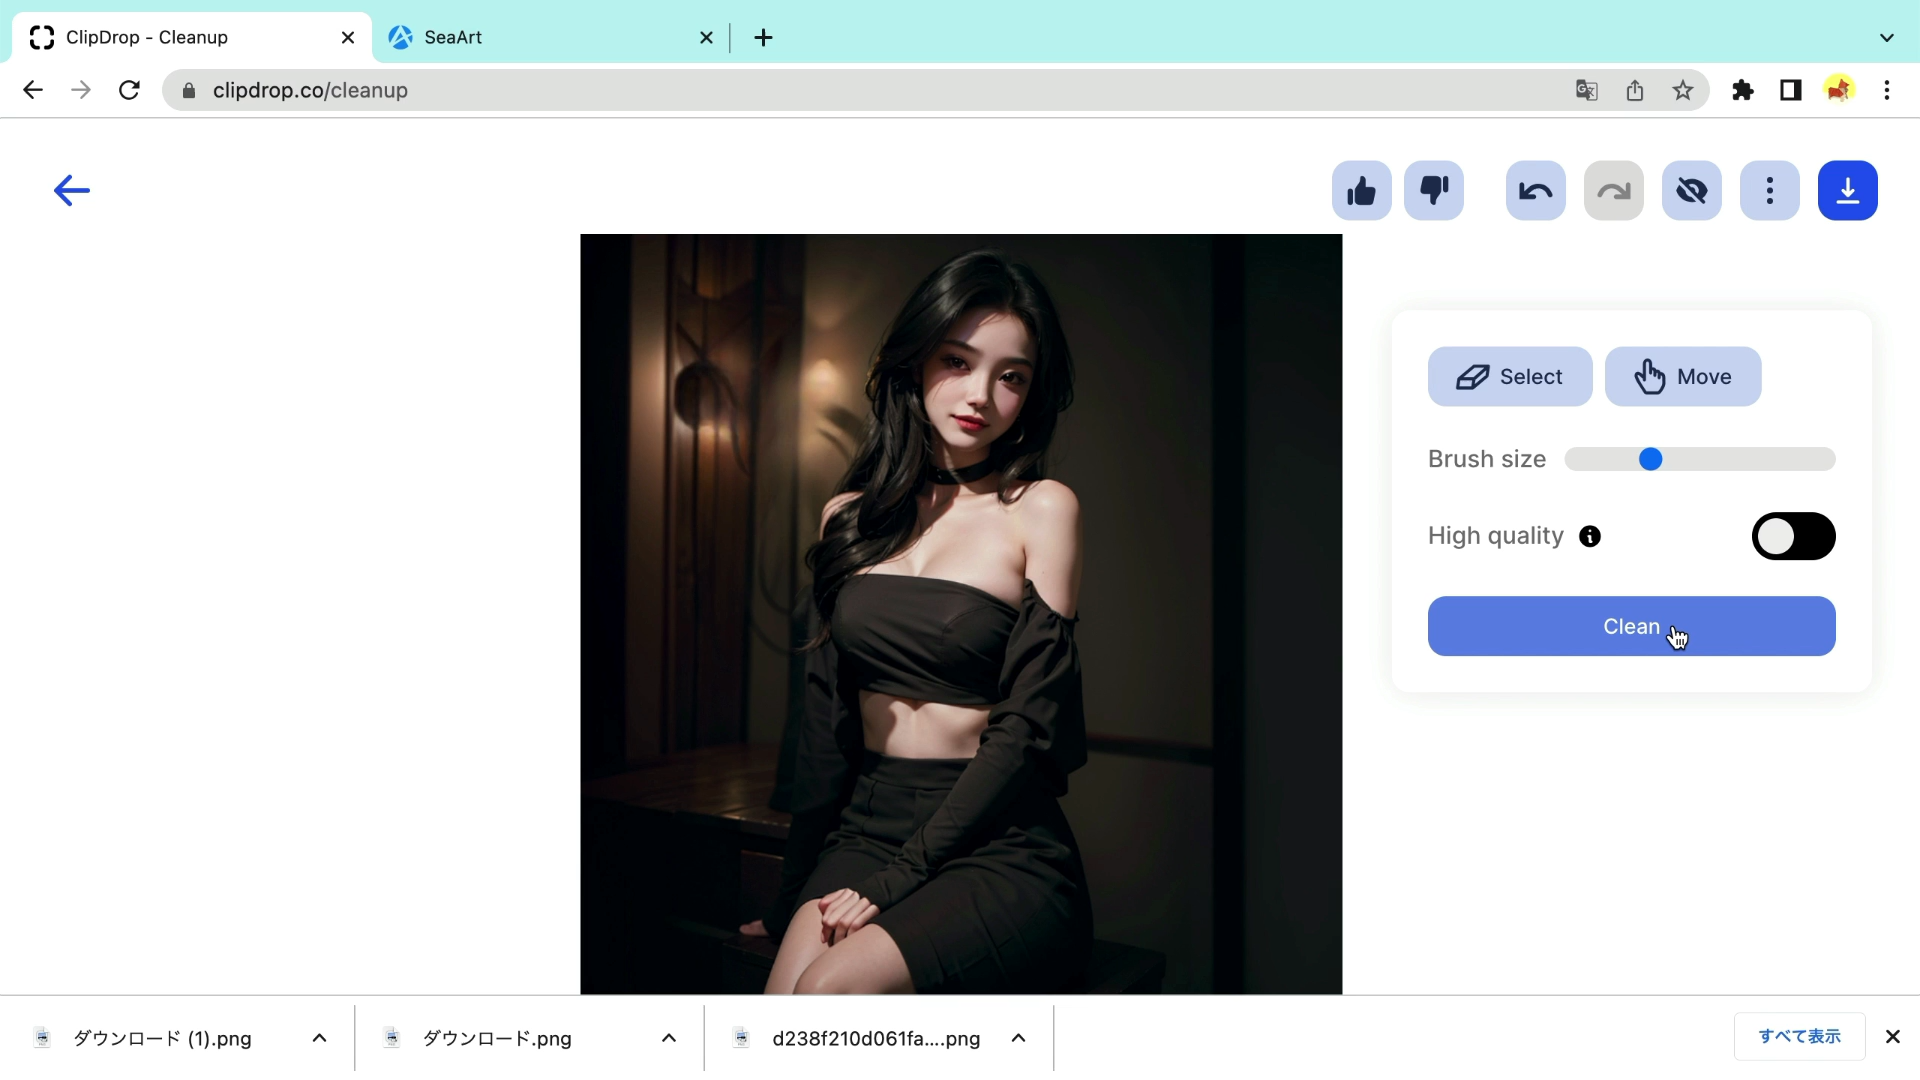 ClipDrop - Cleanup
SeaArt
clipdrop.co/cleanup
Select
Move
Brush size
High quality
Clean
ダウンロード (1).png
ダウンロード.png
d238f210d061fa....png
すべて表示